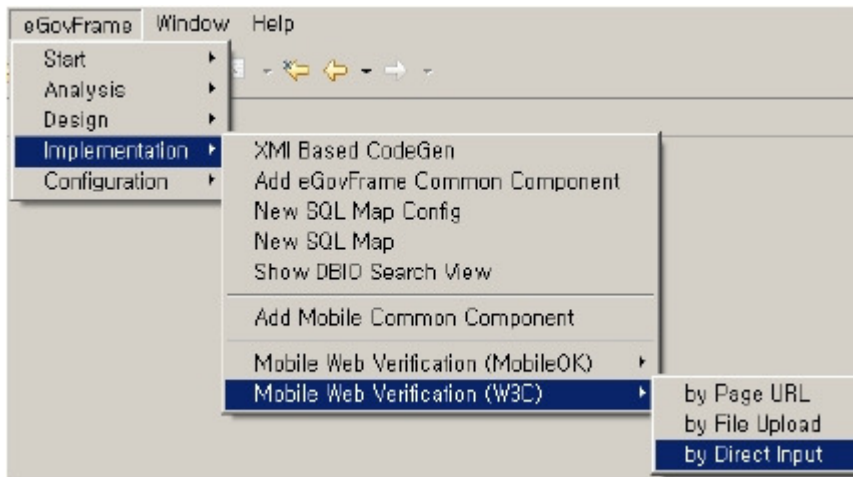 eGovFrame Window Help
Start
Analysis
Design
Implementation
Configuration
XMI Based CodeGen
Add eGovFrame Common Component
New SQL Map Config
New SQL Map
Show DBIO Search View
Add Mobile Common Component
Mobile Web Verification (MobileOK)
Mobile Web Verification (W3C)
by Page URL
by File Upload
by Direct Input